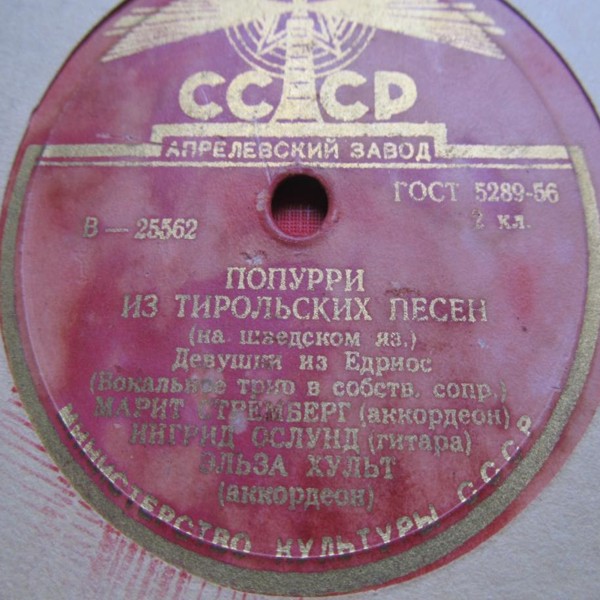 СССР
АПРЕЛЕВСКИЙ ЗАВОД
ГОСТ 5289-56
2 кл.
В — 25562
ПОПУРРИ
ИЗ ТИРОЛЬСКИХ ПЕСЕН
(на шведском яз.)
Девушки из Едриос
(Вокальное трио в собств. сопр.)
МАРИТ СТРЁМБЕРГ (аккордеон)
ИНГРИД ОСЛУНД (гитара)
ЭЛЬЗА ХУЛЬТ
(аккордеон)
МИНИСТЕРСТВО КУЛЬТУРЫ СССР